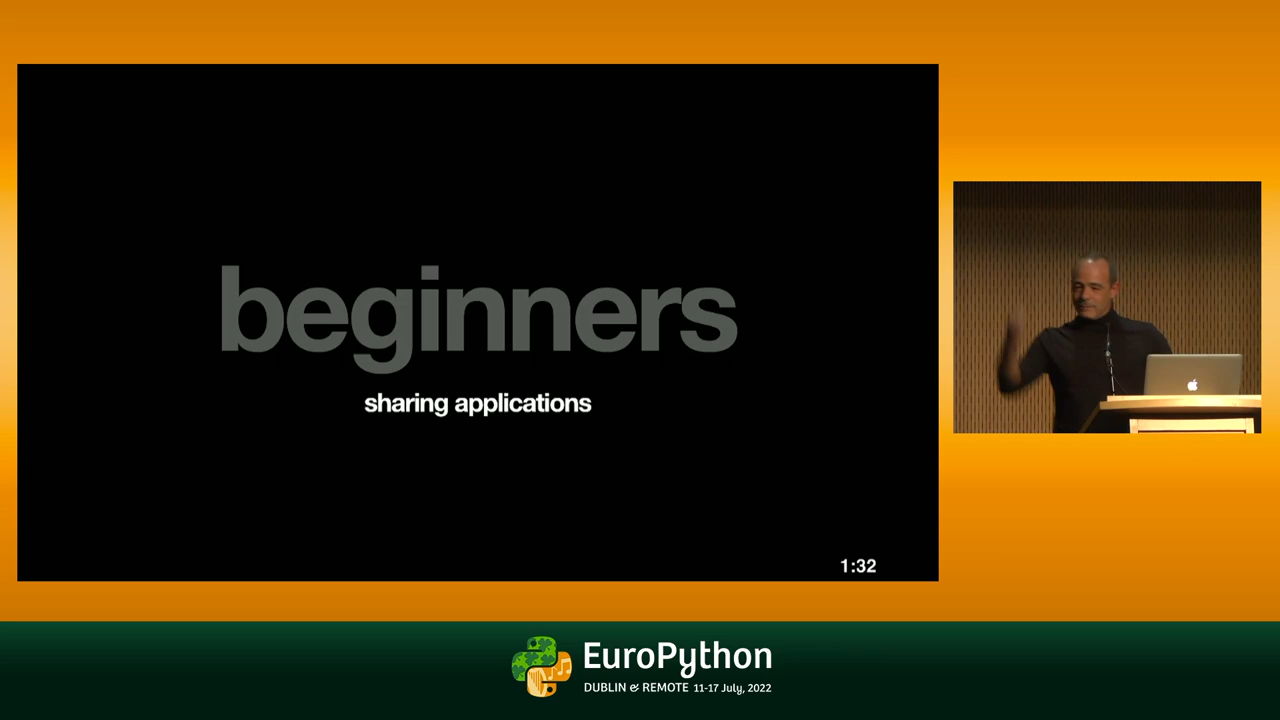 beginners
sharing applications
1:32
EuroPython
DUBLIN & REMOTE 11-17 July, 2022